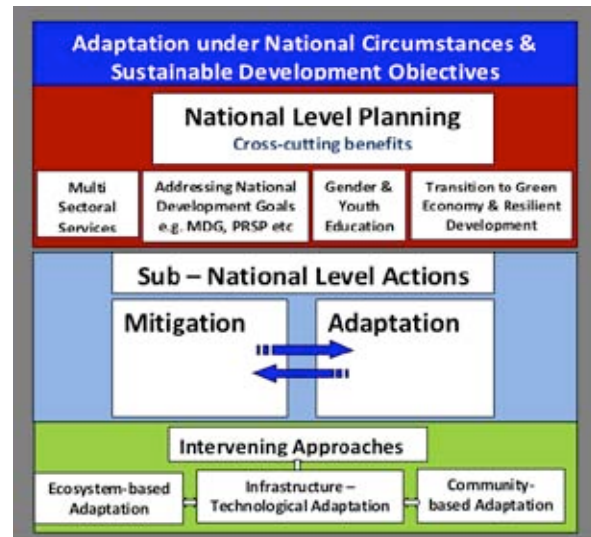 Adaptation under National Circumstances &
Sustainable Development Objectives
National Level Planning
Cross-cutting benefits
Multi
Sectoral
Services
Addressing National
Development Goals
e.g. MDG, PRSP etc
Gender &
Youth
Education
Transition to Green
Economy & Resilient
Development
Sub – National Level Actions
Mitigation
Adaptation
Intervening Approaches
Ecosystem-based
Adaptation
Infrastructure –
Technological Adaptation
Community-
based Adaptation